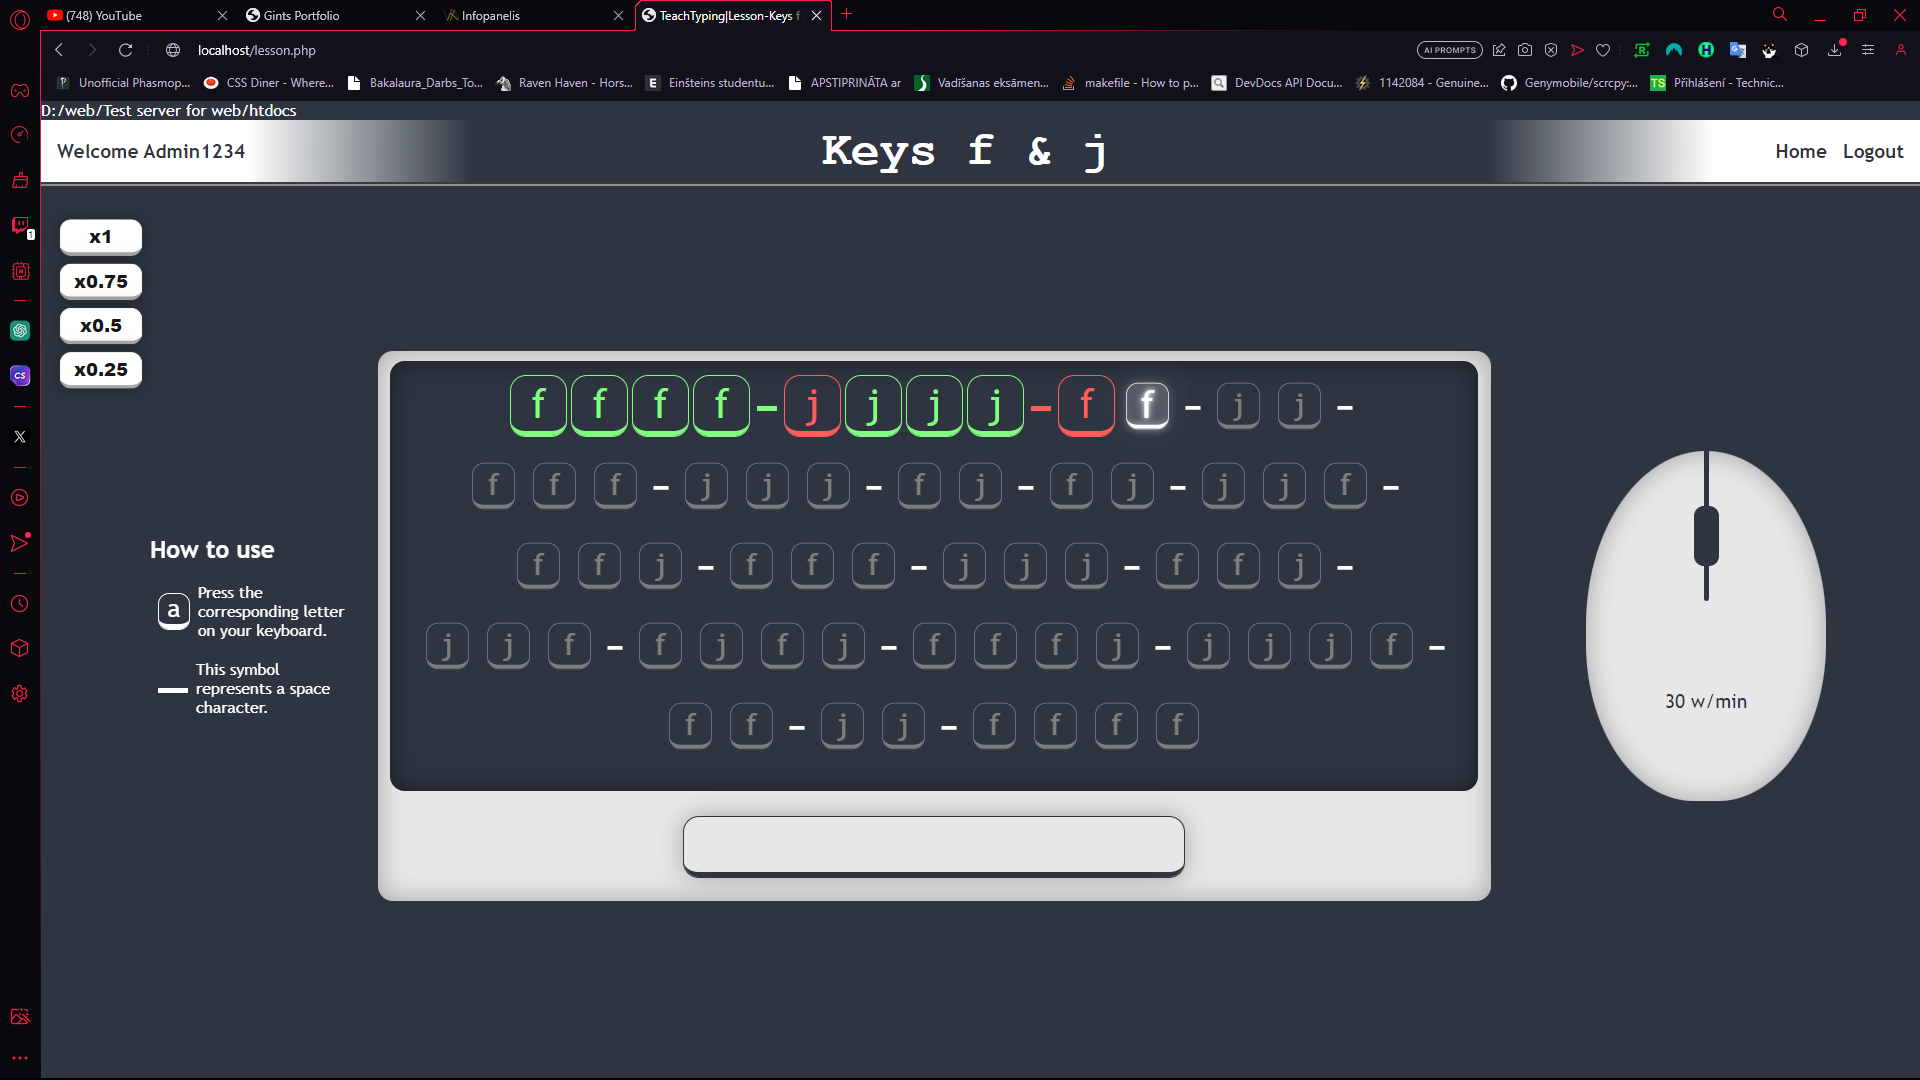 (748) YouTube
Gints Portfolio
Infopanelis
TeachTyping|Lesson-Keys f
localhost/lesson.php
AI PROMPTS
Unofficial Phasmop...
CSS Diner - Where...
Bakalaura_Darbs_To...
Raven Haven - Hors...
Einšteins studentu...
APSTIPRINĀTA ar
Vadīšanas eksāmen...
makefile - How to p...
DevDocs API Docu...
1142084 - Genuine...
Genymobile/scrcpy:...
TS Přihlášení - Technic...
D:/web/Test server for web/htdocs
Welcome Admin1234
Keys f & j
Home Logout
x1
x0.75
x0.5
x0.25
f f f f - j j j j - f f - j j -
f f f - j j j - f j - f j - j j f -
f f j - f f f - j j j - f f j -
j j f - f j f j - f f f j - j j j f -
f f - j j - f f f f
How to use
a Press the
corresponding letter
on your keyboard.
This symbol
represents a space
character.
30 w/min
1
CS
X